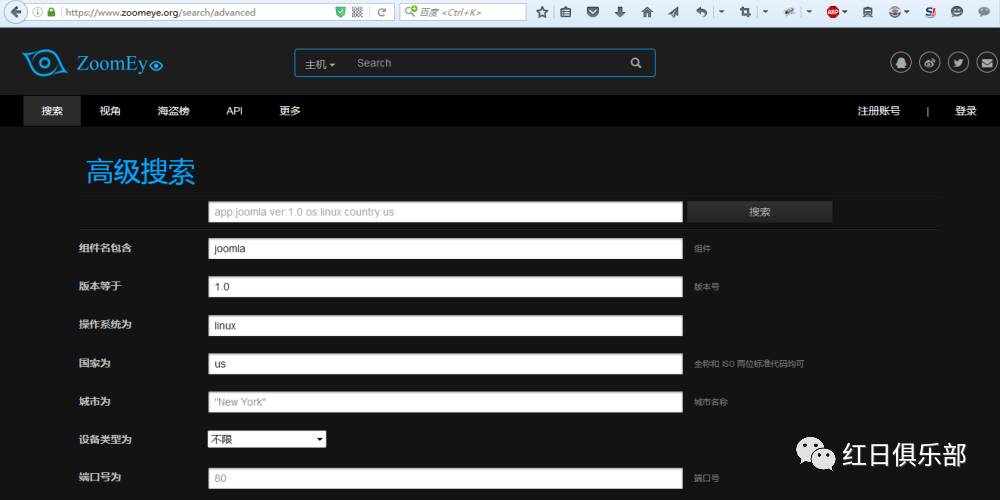 https://www.zoomeye.org/search/advanced
百度 <Ctrl+K>
ABP
ZoomEye
主机
Search
搜索 视角 海盗榜 API 更多 注册账号 | 登录
高级搜索
app:joomla ver:1.0 os:linux country:us 搜索
组件名包含 joomla 组件
版本等于 1.0 版本号
操作系统为 linux
国家为 us 全称和 ISO 两位标准代码均可
城市为 "New York" 城市名称
设备类型为 不限
端口号为 80 端口号
红日俱乐部